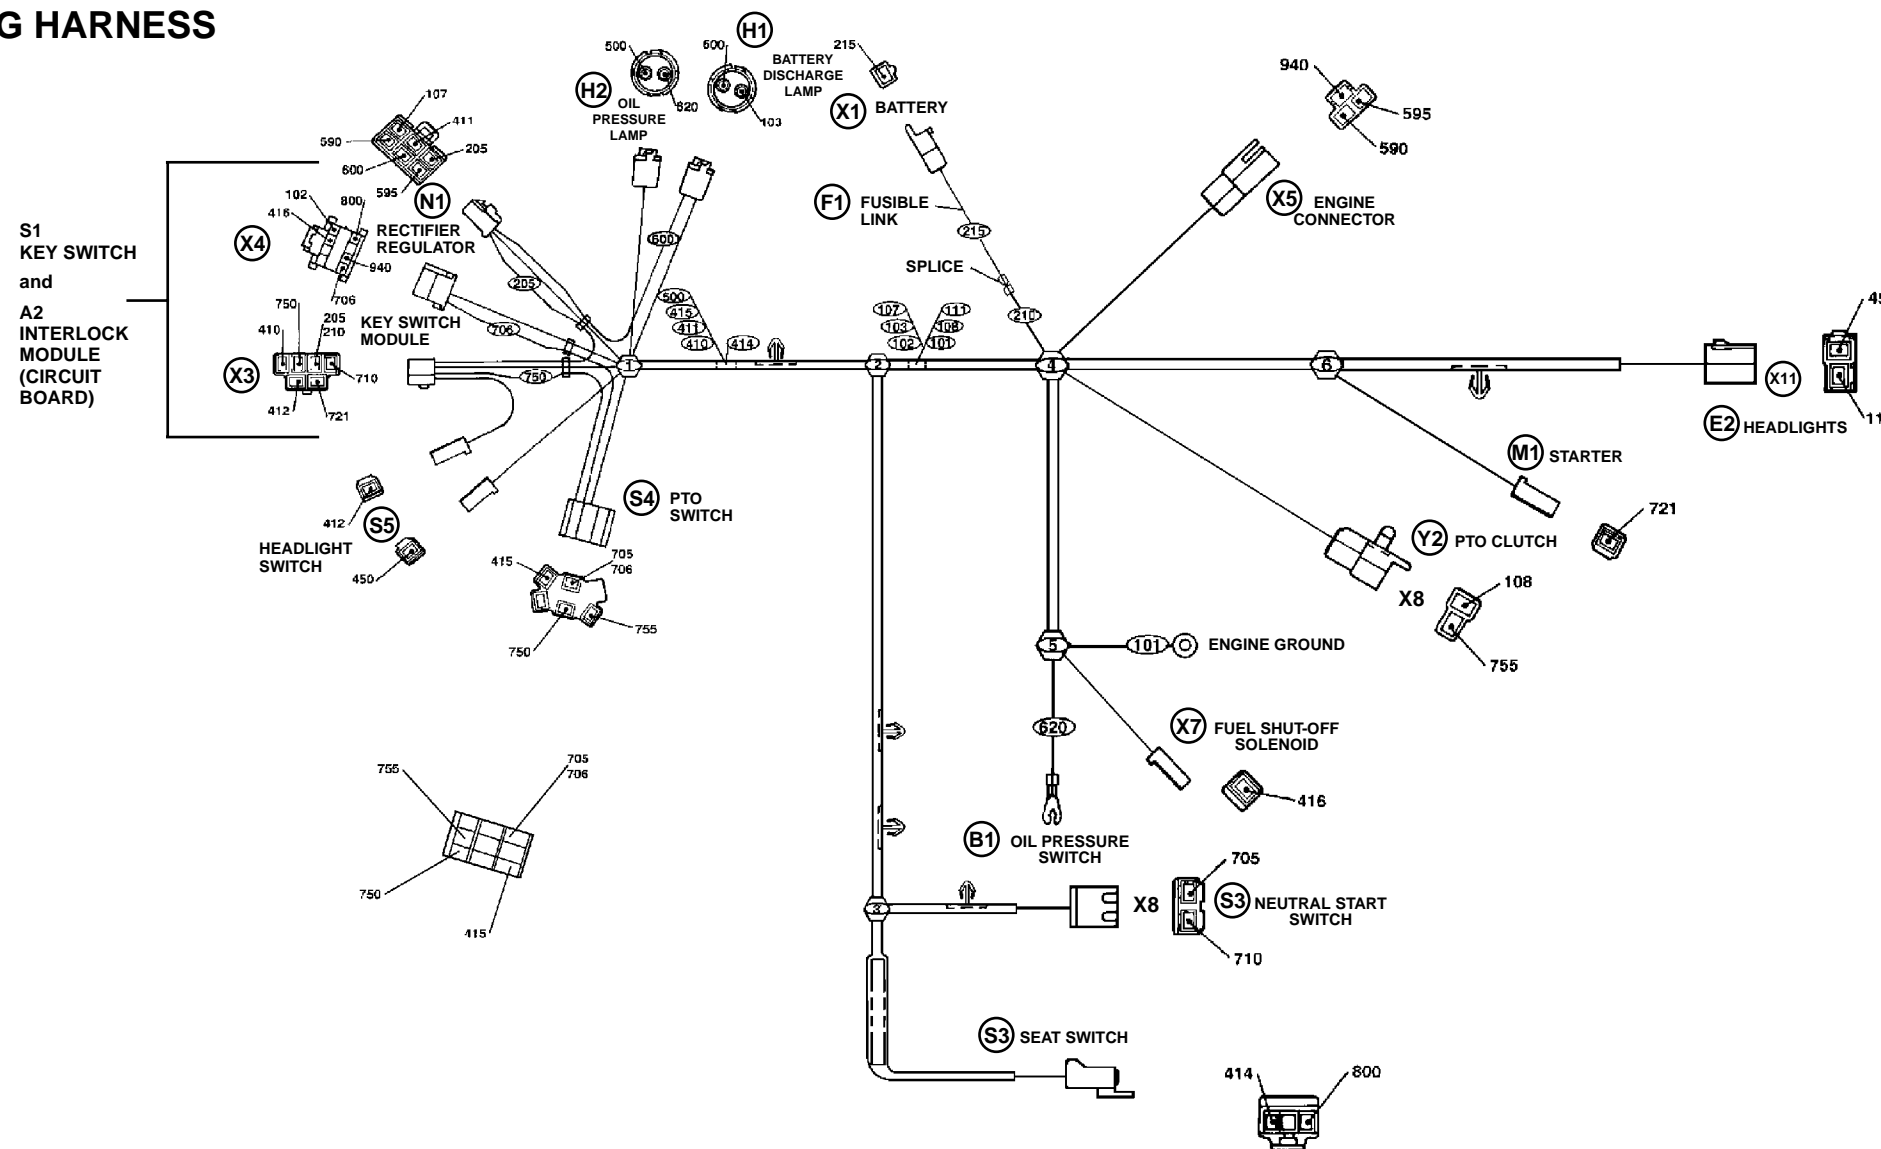 G HARNESS
H1
BATTERY
DISCHARGE
LAMP
500
600
215
H2
OIL
PRESSURE
LAMP
620
103
X1 BATTERY
940
595
590
107
411
590
205
600
595
N1
RECTIFIER
REGULATOR
102
416
800
X4
940
706
F1 FUSIBLE
LINK
215
SPLICE
210
X5 ENGINE
CONNECTOR
S1
KEY SWITCH
and
A2
INTERLOCK
MODULE
(CIRCUIT
BOARD)
600
205
706
KEY SWITCH
MODULE
750
205
210
410
X3
710
412
721
750
500
415
411
410
414
107
103
102
111
108
101
1
2
4
6
X11
E2 HEADLIGHTS
11
M1 STARTER
721
412
S5
HEADLIGHT
SWITCH
450
S4 PTO
SWITCH
415
705
706
755
750
Y2 PTO CLUTCH
X8
108
755
5
101
ENGINE GROUND
620
X7 FUEL SHUT-OFF
SOLENOID
416
B1 OIL PRESSURE
SWITCH
755
705
706
750
415
3
X8
705
S3 NEUTRAL START
SWITCH
710
S3 SEAT SWITCH
414
800